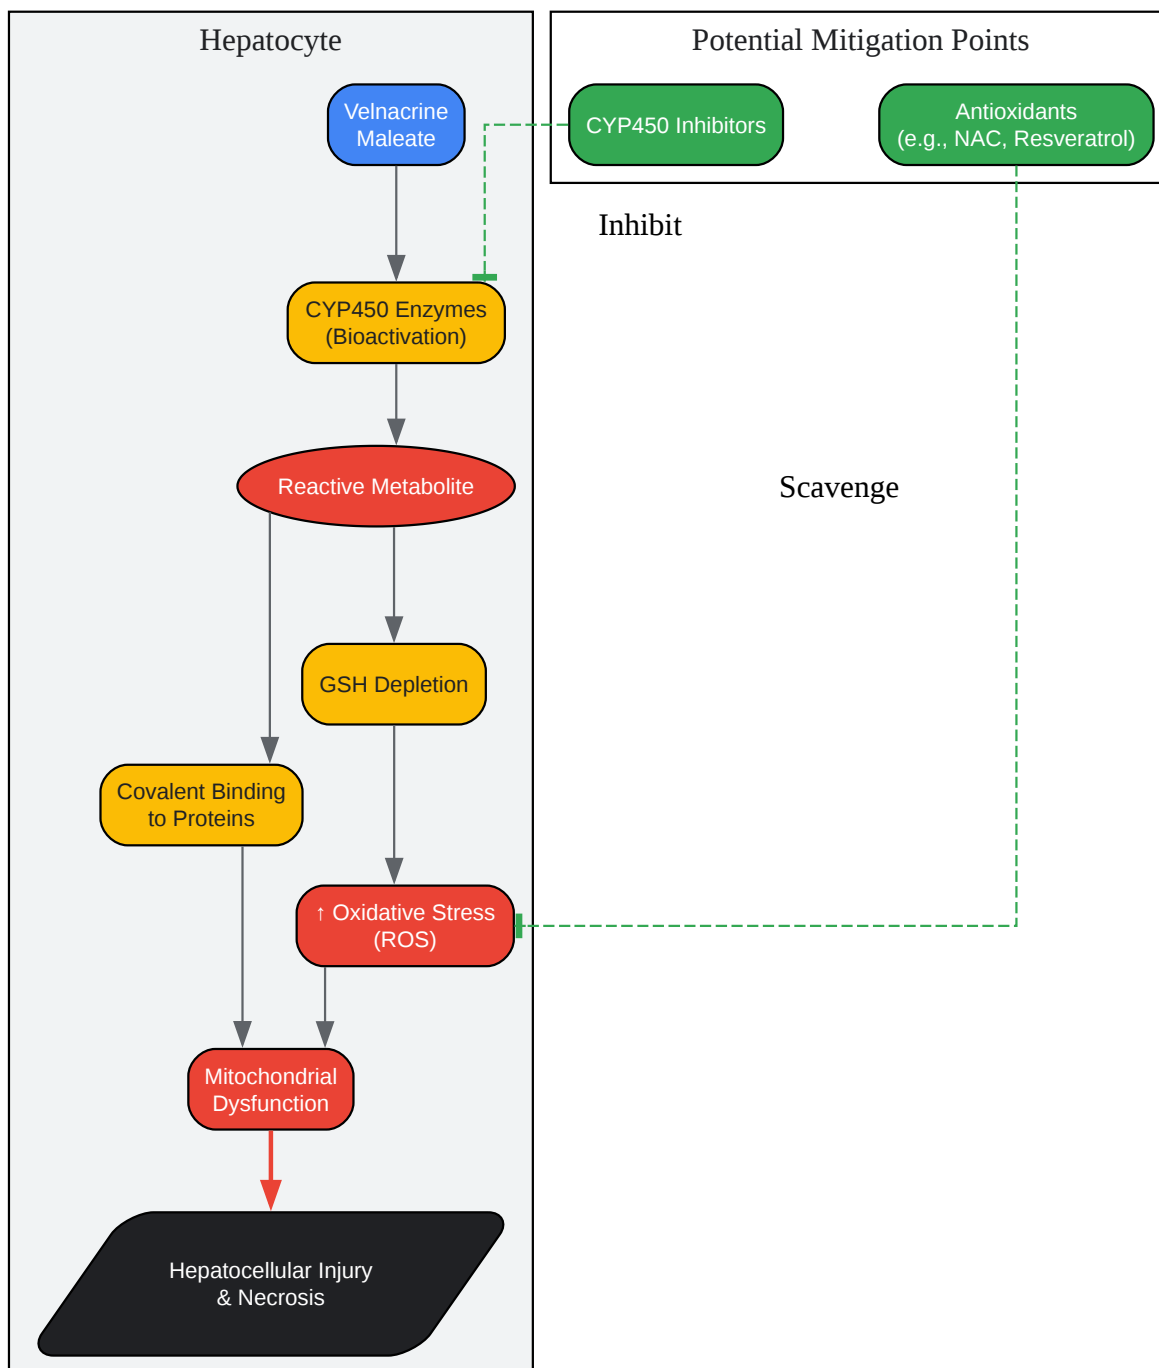 Hepatocyte
Potential Mitigation Points
Velnacrine
Maleate
CYP450 Inhibitors
Antioxidants
(e.g., NAC, Resveratrol)
Inhibit
CYP450 Enzymes
(Bioactivation)
Reactive Metabolite
Scavenge
GSH Depletion
Covalent Binding
to Proteins
↑ Oxidative Stress
(ROS)
Mitochondrial
Dysfunction
Hepatocellular Injury
& Necrosis